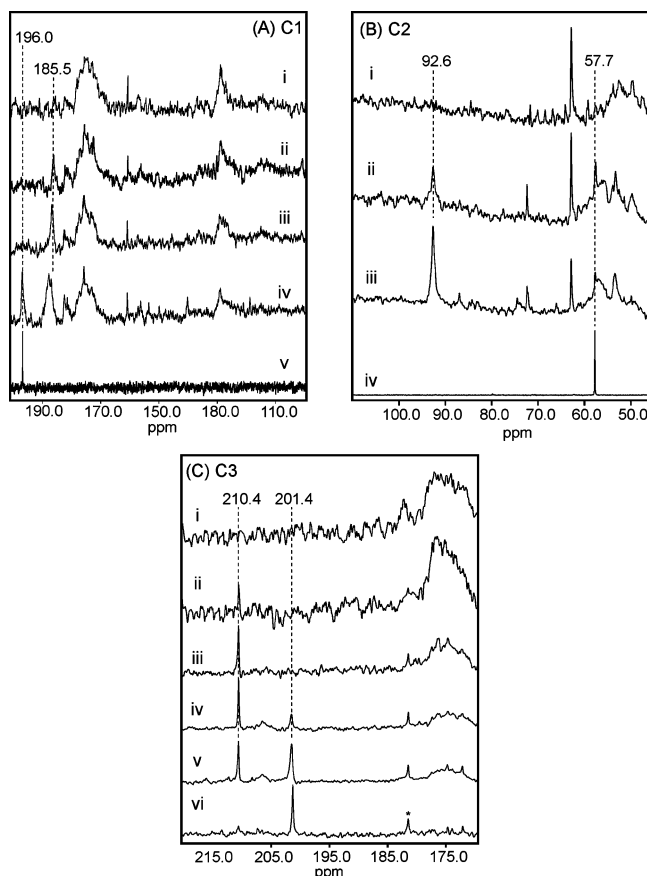 (A) C1
196.0
185.5
i
ii
iii
iv
v
190.0 170.0 150.0 180.0 110.0
ppm
(B) C2
92.6 57.7
i
ii
iii
iv
100.0 90.0 80.0 70.0 60.0 50.0
ppm
(C) C3
210.4 201.4
i
ii
iii
iv
v
vi
*
215.0 205.0 195.0 185.0 175.0
ppm